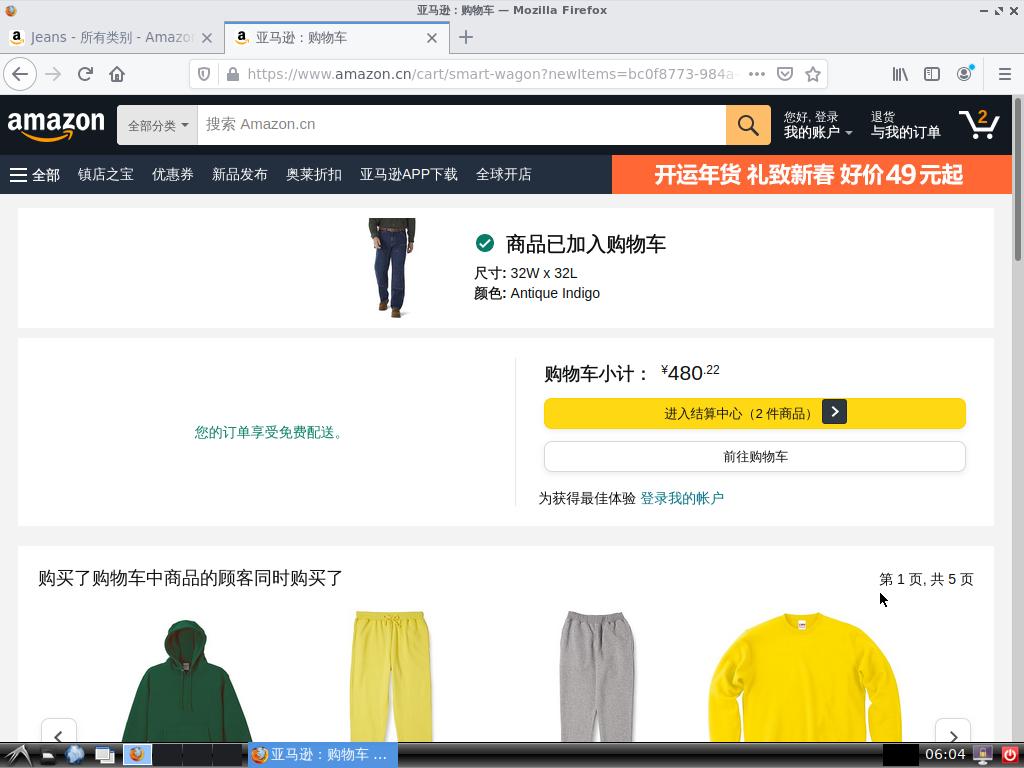 亚马逊：购物车 — Mozilla Firefox
Jeans - 所有类别 - Amazo
亚马逊：购物车
https://www.amazon.cn/cart/smart-wagon?newItems=bc0f8773-984a-
amazon
全部分类
搜索 Amazon.cn
您好, 登录
我的账户
退货
与我的订单
2
全部
镇店之宝
优惠券
新品发布
奥莱折扣
亚马逊APP下载
全球开店
开运年货 礼致新春 好价49元起
商品已加入购物车
尺寸: 32W x 32L
颜色: Antique Indigo
您的订单享受免费配送。
购物车小计： ¥480.22
进入结算中心（2 件商品）
前往购物车
为获得最佳体验 登录我的帐户
购买了购物车中商品的顾客同时购买了
第 1 页, 共 5 页
亚马逊：购物车 ...
06:04